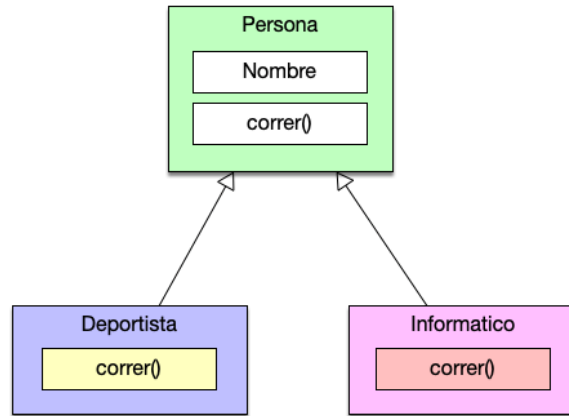 Persona
Nombre
correr()
Deportista
correr()
Informatico
correr()